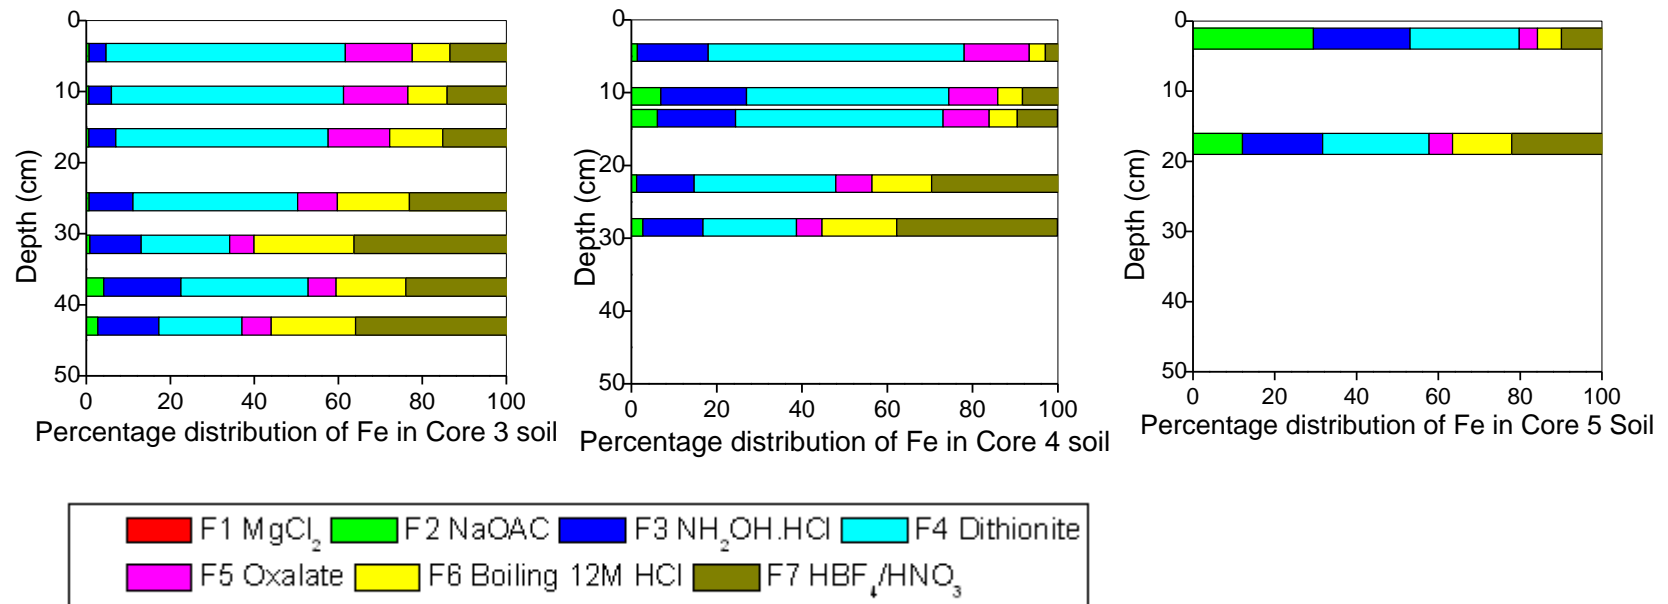 0
10
20
30
40
50
Depth (cm)
0 20 40 60 80 100
Percentage distribution of Fe in Core 3 soil
0
10
20
30
40
50
Depth (cm)
0 20 40 60 80 100
Percentage distribution of Fe in Core 4 soil
0
10
20
30
40
50
Depth (cm)
0 20 40 60 80 100
Percentage distribution of Fe in Core 5 Soil
F1 MgCl₂ F2 NaOAC F3 NH₂OH.HCl F4 Dithionite
F5 Oxalate F6 Boiling 12M HCl F7 HBF₄/HNO₃